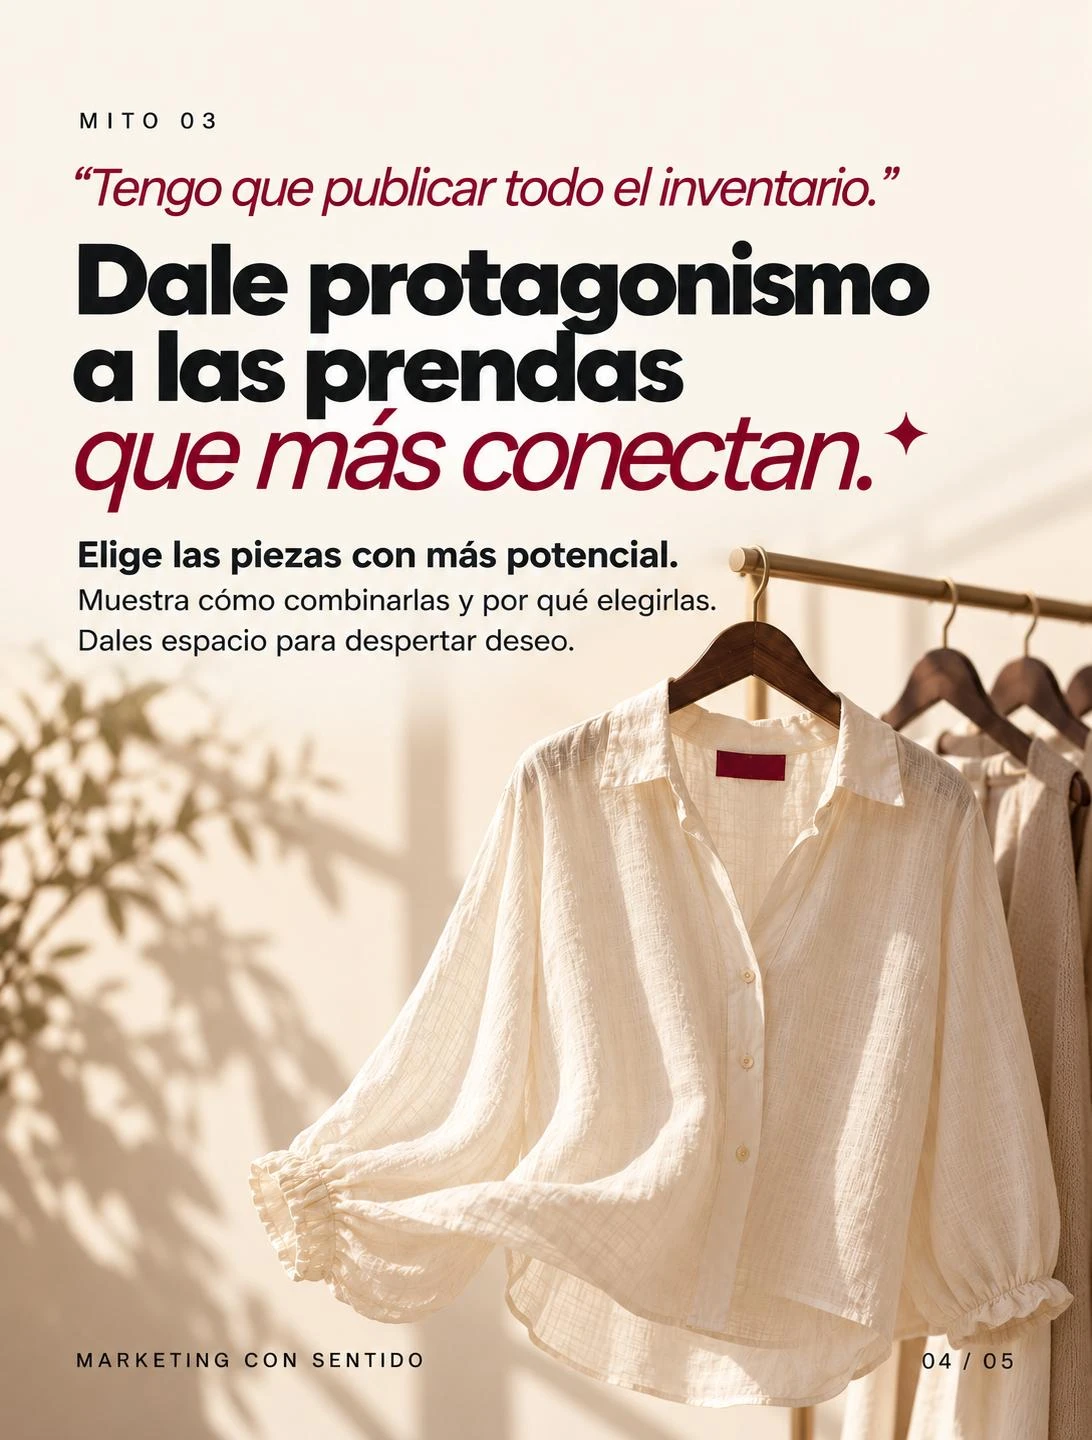 MITO 03
“Tengo que publicar todo el inventario.”
Dale protagonismo
a las prendas
que más conectan.
Elige las piezas con más potencial.
Muestra cómo combinarlas y por qué elegirlas.
Dales espacio para despertar deseo.
MARKETING CON SENTIDO
04 / 05